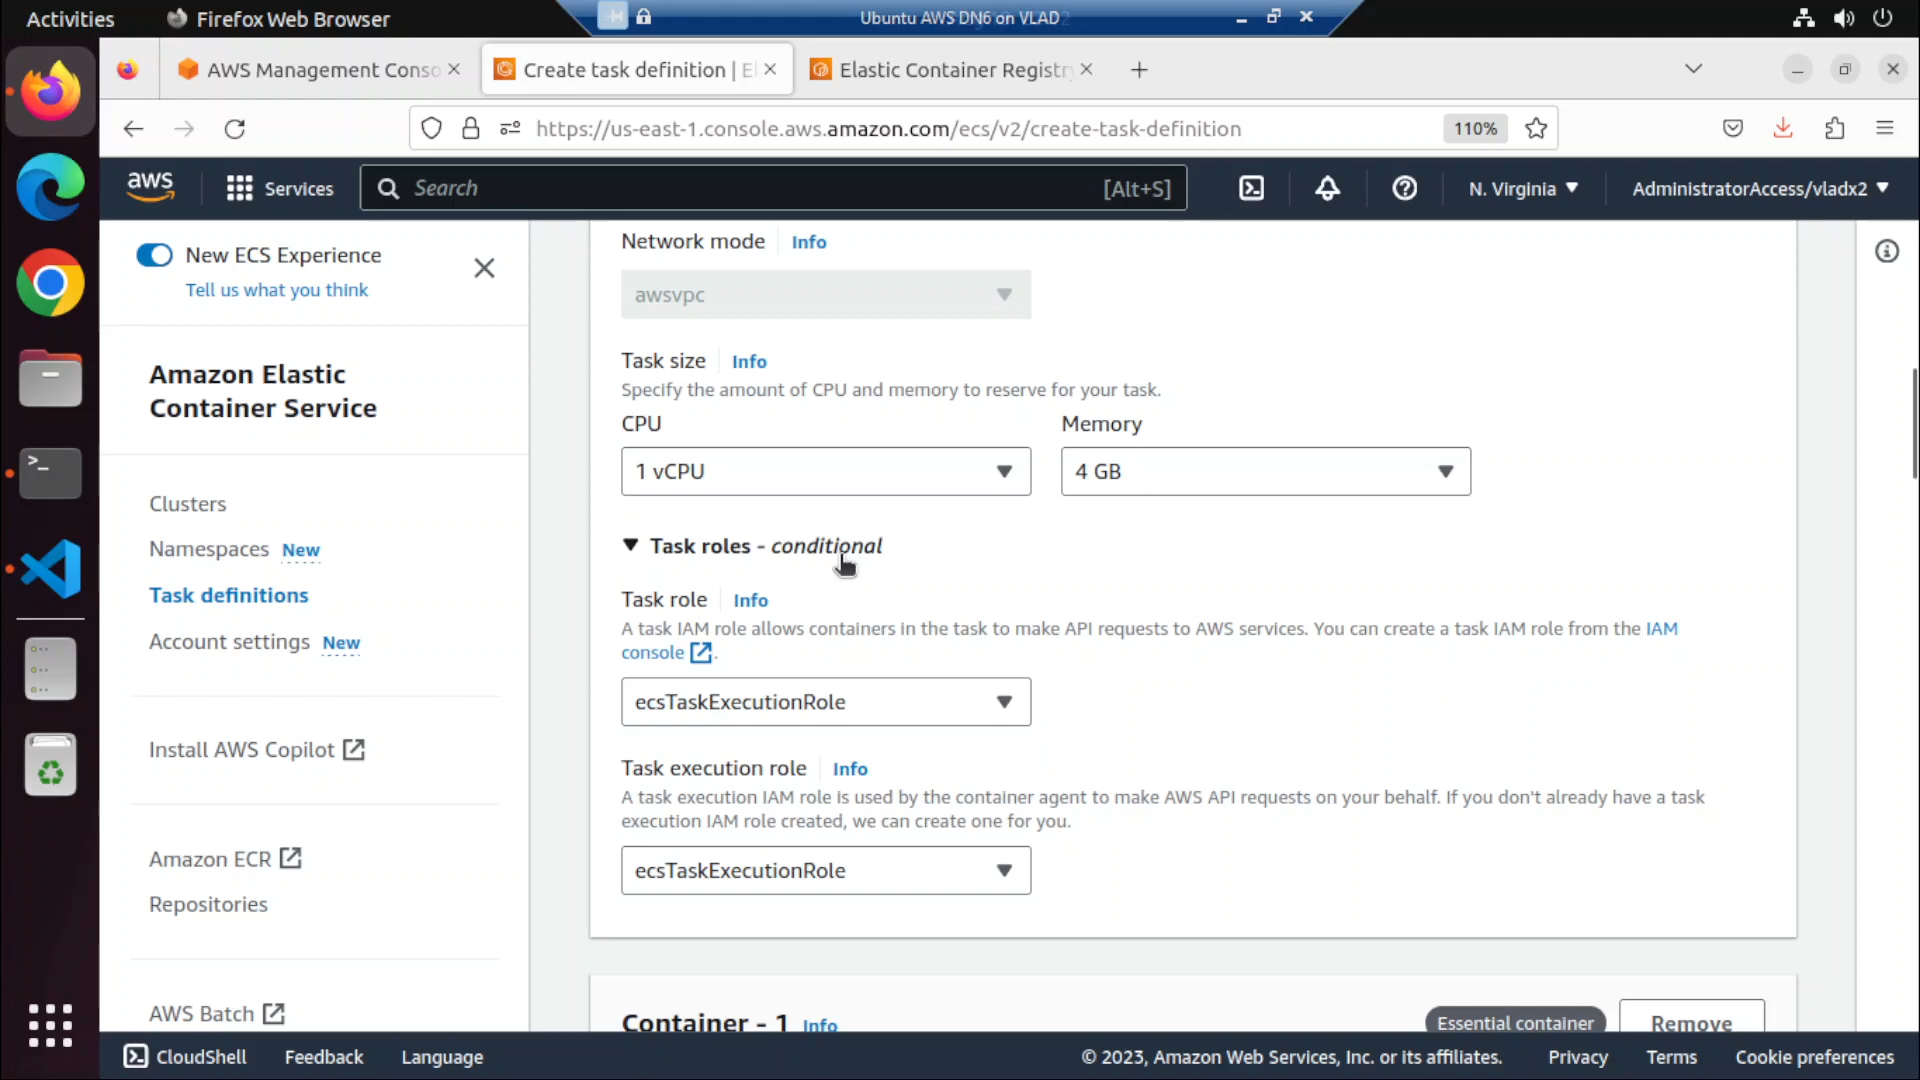 Activities
Firefox Web Browser
Ubuntu AWS DN6 on VLAD
AWS Management Conso
Create task definition | El
Elastic Container Registry
https://us-east-1.console.aws.amazon.com/ecs/v2/create-task-definition
110%
aws
Services
Search
[Alt+S]
N. Virginia
AdministratorAccess/vladx2
New ECS Experience
Tell us what you think
Amazon Elastic
Container Service
Clusters
Namespaces New
Task definitions
Account settings New
Install AWS Copilot
Amazon ECR
Repositories
AWS Batch
Network mode Info
awsvpc
Task size Info
Specify the amount of CPU and memory to reserve for your task.
CPU
Memory
1 vCPU
4 GB
Task roles - conditional
Task role Info
A task IAM role allows containers in the task to make API requests to AWS services. You can create a task IAM role from the IAM
console.
ecsTaskExecutionRole
Task execution role Info
A task execution IAM role is used by the container agent to make AWS API requests on your behalf. If you don't already have a task
execution IAM role created, we can create one for you.
ecsTaskExecutionRole
Container - 1 Info
Essential container
Remove
CloudShell
Feedback
Language
© 2023, Amazon Web Services, Inc. or its affiliates.
Privacy
Terms
Cookie preferences